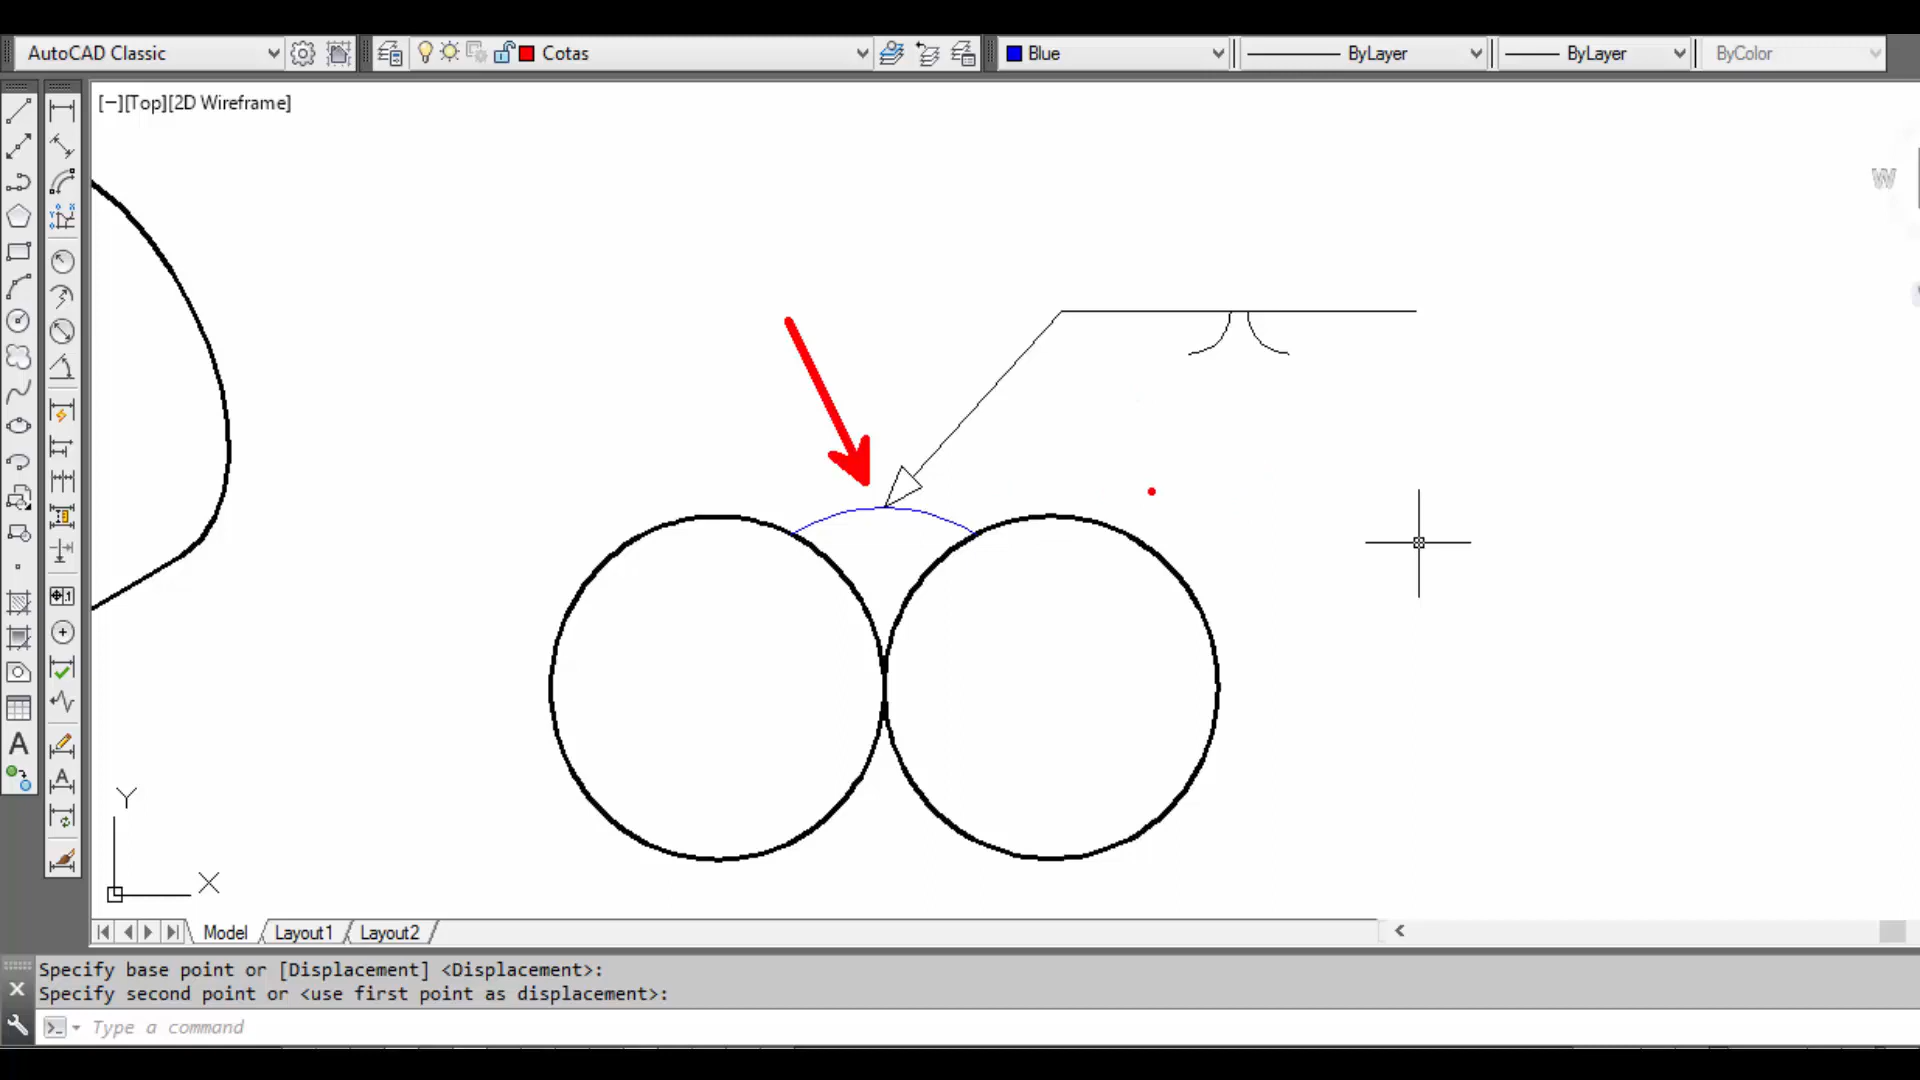 AutoCAD Classic
Cotas
Blue
ByLayer
ByLayer
ByColor
[−][Top][2D Wireframe]
W
A
Y
X
Model
Layout1
Layout2
Specify base point or [Displacement] <Displacement>:
Specify second point or <use first point as displacement>:
Type a command